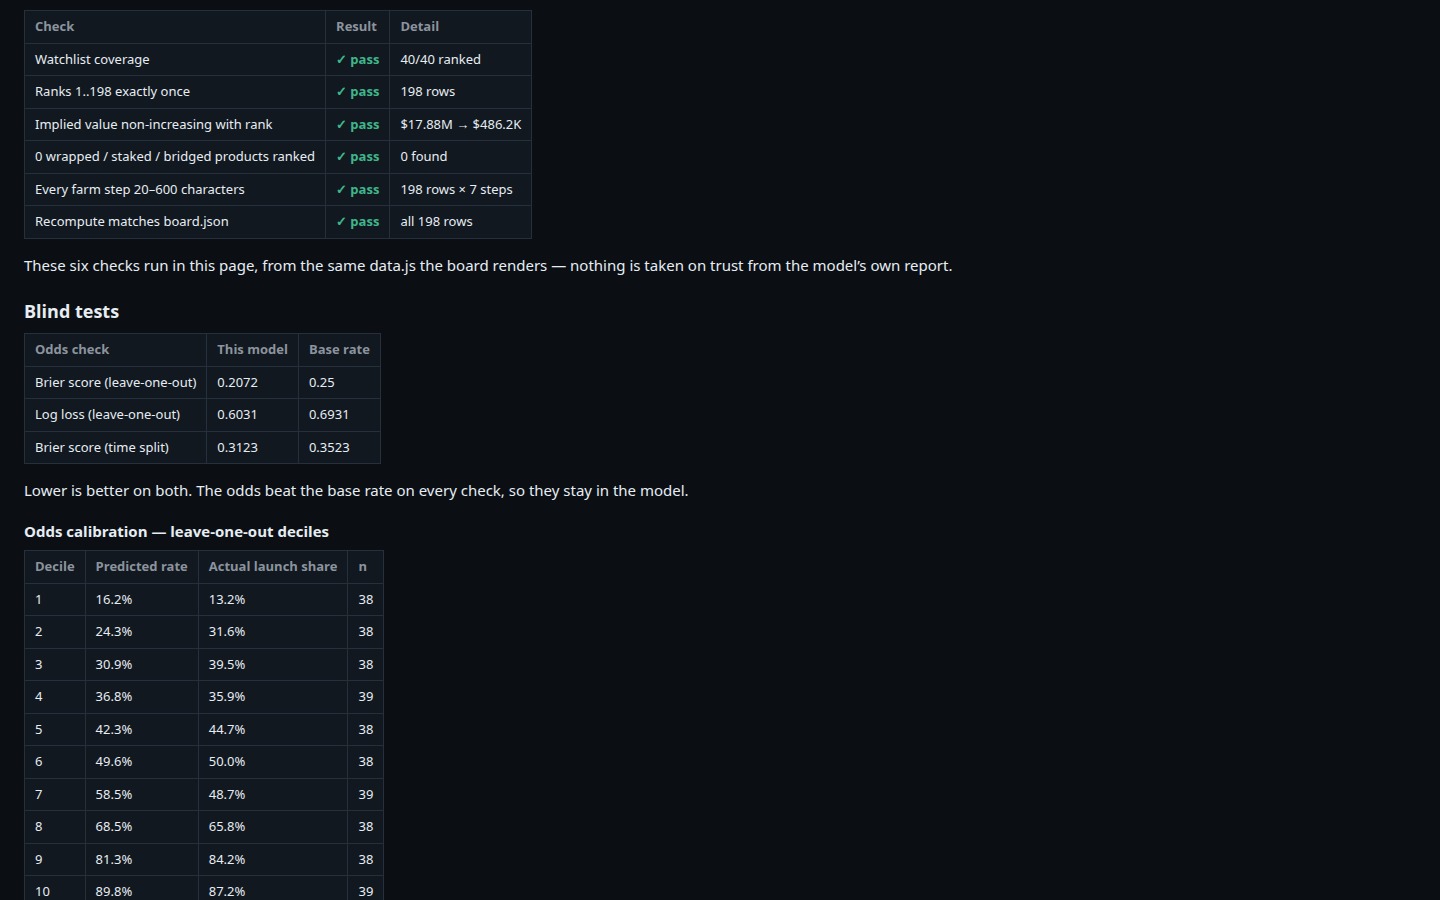 Check Result Detail
Watchlist coverage ✓ pass 40/40 ranked
Ranks 1..198 exactly once ✓ pass 198 rows
Implied value non-increasing with rank ✓ pass $17.88M → $486.2K
0 wrapped / staked / bridged products ranked ✓ pass 0 found
Every farm step 20–600 characters ✓ pass 198 rows × 7 steps
Recompute matches board.json ✓ pass all 198 rows
These six checks run in this page, from the same data.js the board renders — nothing is taken on trust from the model’s own report.
Blind tests
Odds check This model Base rate
Brier score (leave-one-out) 0.2072 0.25
Log loss (leave-one-out) 0.6031 0.6931
Brier score (time split) 0.3123 0.3523
Lower is better on both. The odds beat the base rate on every check, so they stay in the model.
Odds calibration — leave-one-out deciles
Decile Predicted rate Actual launch share n
1 16.2% 13.2% 38
2 24.3% 31.6% 38
3 30.9% 39.5% 38
4 36.8% 35.9% 39
5 42.3% 44.7% 38
6 49.6% 50.0% 38
7 58.5% 48.7% 39
8 68.5% 65.8% 38
9 81.3% 84.2% 38
10 89.8% 87.2% 39